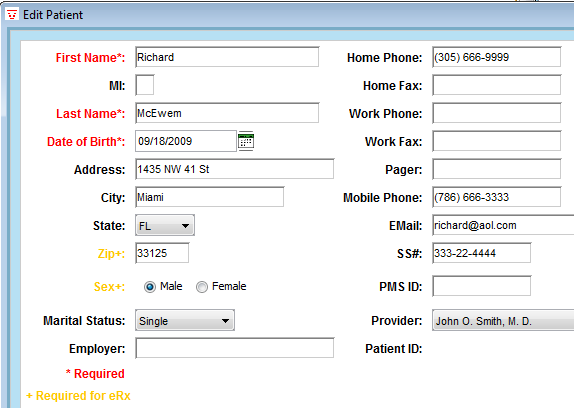 Edit Patient
First Name*: Richard Home Phone: (305) 666-9999
MI: Home Fax:
Last Name*: McEwem Work Phone:
Date of Birth*: 09/18/2009 Work Fax:
Address: 1435 NW 41 St Pager:
City: Miami Mobile Phone: (786) 666-3333
State: FL EMail: richard@aol.com
Zip+: 33125 SS#: 333-22-4444
Sex+: Male Female PMS ID:
Marital Status: Single Provider: John O. Smith, M. D.
Employer: Patient ID:
* Required
+ Required for eRx